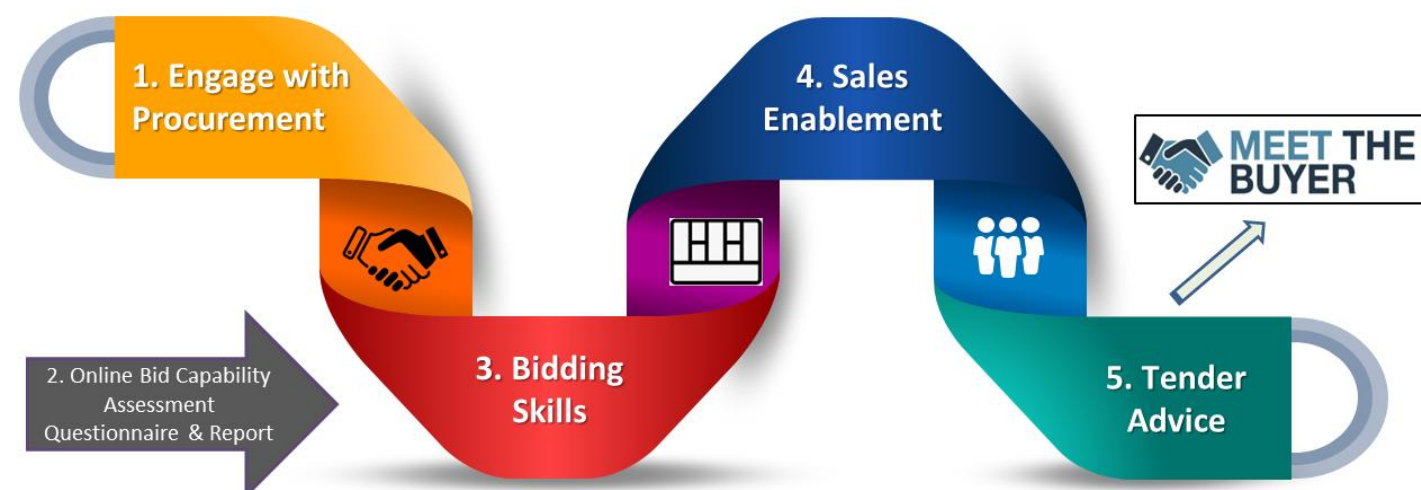 1. Engage with
Procurement
2. Online Bid Capability
Assessment
Questionnaire & Report
3. Bidding
Skills
4. Sales
Enablement
5. Tender
Advice
MEET THE
BUYER